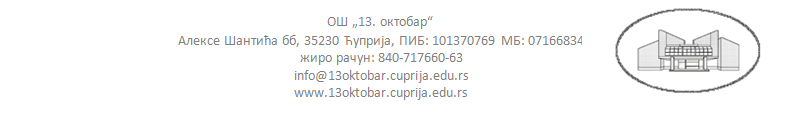 ОШ „13. октобар“
Алексе Шантића бб, 35230 Ћуприја, ПИБ: 101370769 МБ: 07166834
жиро рачун: 840-717660-63
info@13oktobar.cuprija.edu.rs
www.13oktobar.cuprija.edu.rs